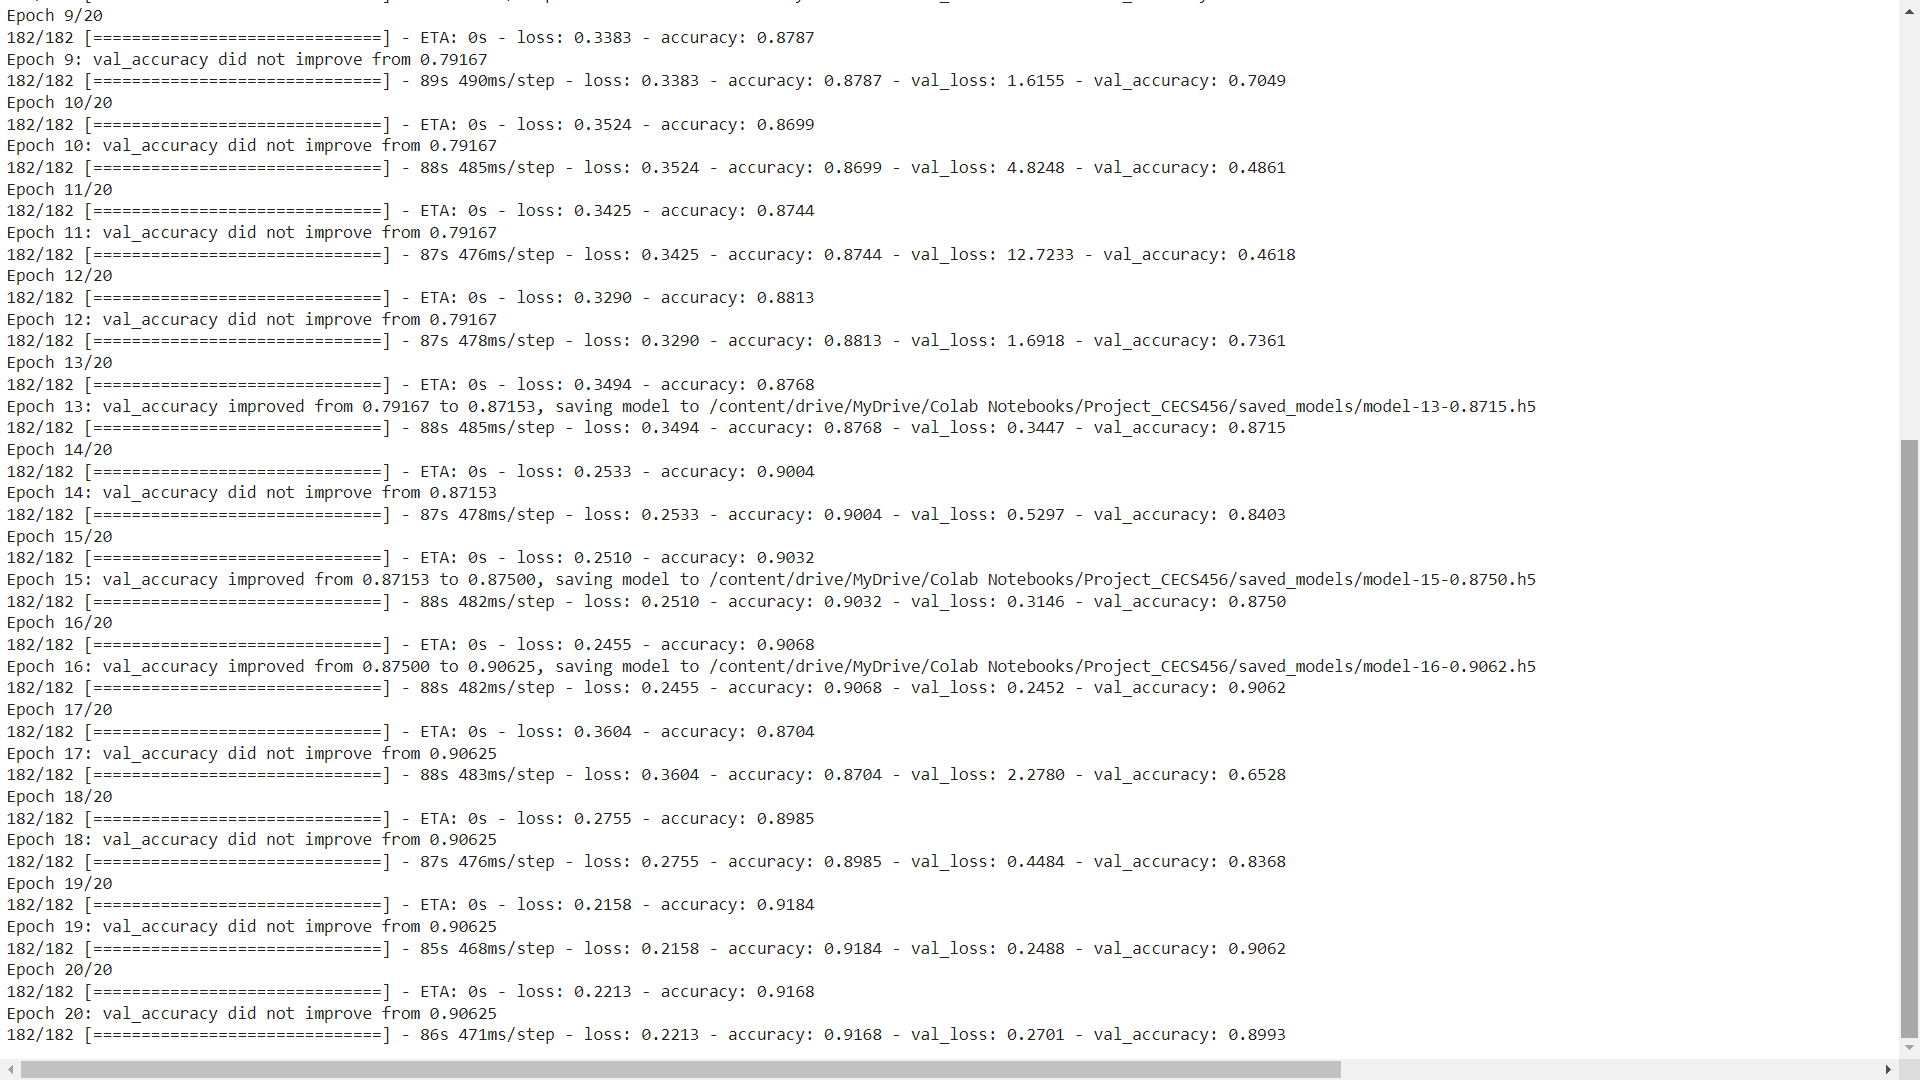 Epoch 9/20
182/182 [==============================] - ETA: 0s - loss: 0.3383 - accuracy: 0.8787
Epoch 9: val_accuracy did not improve from 0.79167
182/182 [==============================] - 89s 490ms/step - loss: 0.3383 - accuracy: 0.8787 - val_loss: 1.6155 - val_accuracy: 0.7049
Epoch 10/20
182/182 [==============================] - ETA: 0s - loss: 0.3524 - accuracy: 0.8699
Epoch 10: val_accuracy did not improve from 0.79167
182/182 [==============================] - 88s 485ms/step - loss: 0.3524 - accuracy: 0.8699 - val_loss: 4.8248 - val_accuracy: 0.4861
Epoch 11/20
182/182 [==============================] - ETA: 0s - loss: 0.3425 - accuracy: 0.8744
Epoch 11: val_accuracy did not improve from 0.79167
182/182 [==============================] - 87s 476ms/step - loss: 0.3425 - accuracy: 0.8744 - val_loss: 12.7233 - val_accuracy: 0.4618
Epoch 12/20
182/182 [==============================] - ETA: 0s - loss: 0.3290 - accuracy: 0.8813
Epoch 12: val_accuracy did not improve from 0.79167
182/182 [==============================] - 87s 478ms/step - loss: 0.3290 - accuracy: 0.8813 - val_loss: 1.6918 - val_accuracy: 0.7361
Epoch 13/20
182/182 [==============================] - ETA: 0s - loss: 0.3494 - accuracy: 0.8768
Epoch 13: val_accuracy improved from 0.79167 to 0.87153, saving model to /content/drive/MyDrive/Colab Notebooks/Project_CECS456/saved_models/model-13-0.8715.h5
182/182 [==============================] - 88s 485ms/step - loss: 0.3494 - accuracy: 0.8768 - val_loss: 0.3447 - val_accuracy: 0.8715
Epoch 14/20
182/182 [==============================] - ETA: 0s - loss: 0.2533 - accuracy: 0.9004
Epoch 14: val_accuracy did not improve from 0.87153
182/182 [==============================] - 87s 478ms/step - loss: 0.2533 - accuracy: 0.9004 - val_loss: 0.5297 - val_accuracy: 0.8403
Epoch 15/20
182/182 [==============================] - ETA: 0s - loss: 0.2510 - accuracy: 0.9032
Epoch 15: val_accuracy improved from 0.87153 to 0.87500, saving model to /content/drive/MyDrive/Colab Notebooks/Project_CECS456/saved_models/model-15-0.8750.h5
182/182 [==============================] - 88s 482ms/step - loss: 0.2510 - accuracy: 0.9032 - val_loss: 0.3146 - val_accuracy: 0.8750
Epoch 16/20
182/182 [==============================] - ETA: 0s - loss: 0.2455 - accuracy: 0.9068
Epoch 16: val_accuracy improved from 0.87500 to 0.90625, saving model to /content/drive/MyDrive/Colab Notebooks/Project_CECS456/saved_models/model-16-0.9062.h5
182/182 [==============================] - 88s 482ms/step - loss: 0.2455 - accuracy: 0.9068 - val_loss: 0.2452 - val_accuracy: 0.9062
Epoch 17/20
182/182 [==============================] - ETA: 0s - loss: 0.3604 - accuracy: 0.8704
Epoch 17: val_accuracy did not improve from 0.90625
182/182 [==============================] - 88s 483ms/step - loss: 0.3604 - accuracy: 0.8704 - val_loss: 2.2780 - val_accuracy: 0.6528
Epoch 18/20
182/182 [==============================] - ETA: 0s - loss: 0.2755 - accuracy: 0.8985
Epoch 18: val_accuracy did not improve from 0.90625
182/182 [==============================] - 87s 476ms/step - loss: 0.2755 - accuracy: 0.8985 - val_loss: 0.4484 - val_accuracy: 0.8368
Epoch 19/20
182/182 [==============================] - ETA: 0s - loss: 0.2158 - accuracy: 0.9184
Epoch 19: val_accuracy did not improve from 0.90625
182/182 [==============================] - 85s 468ms/step - loss: 0.2158 - accuracy: 0.9184 - val_loss: 0.2488 - val_accuracy: 0.9062
Epoch 20/20
182/182 [==============================] - ETA: 0s - loss: 0.2213 - accuracy: 0.9168
Epoch 20: val_accuracy did not improve from 0.90625
182/182 [==============================] - 86s 471ms/step - loss: 0.2213 - accuracy: 0.9168 - val_loss: 0.2701 - val_accuracy: 0.8993